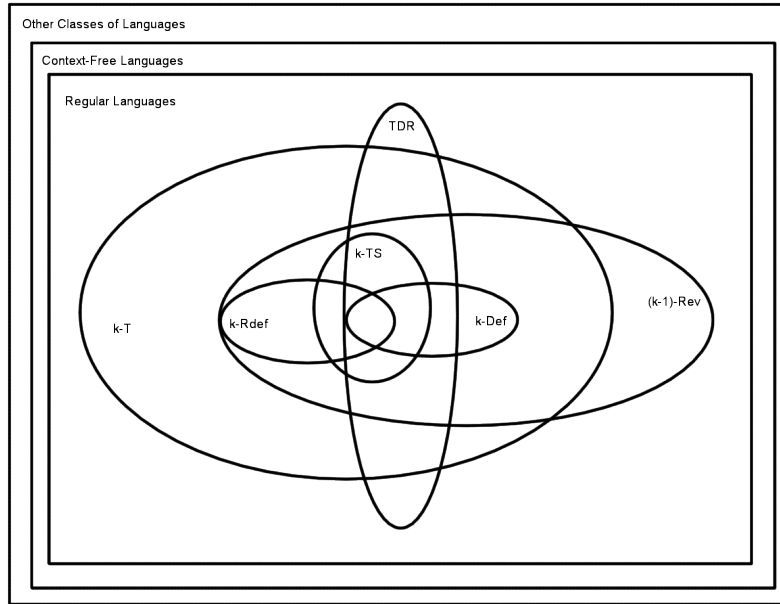 Other Classes of Languages
Context-Free Languages
Regular Languages
TDR
k-TS
(k-1)-Rev
k-T
k-Rdef
k-Def